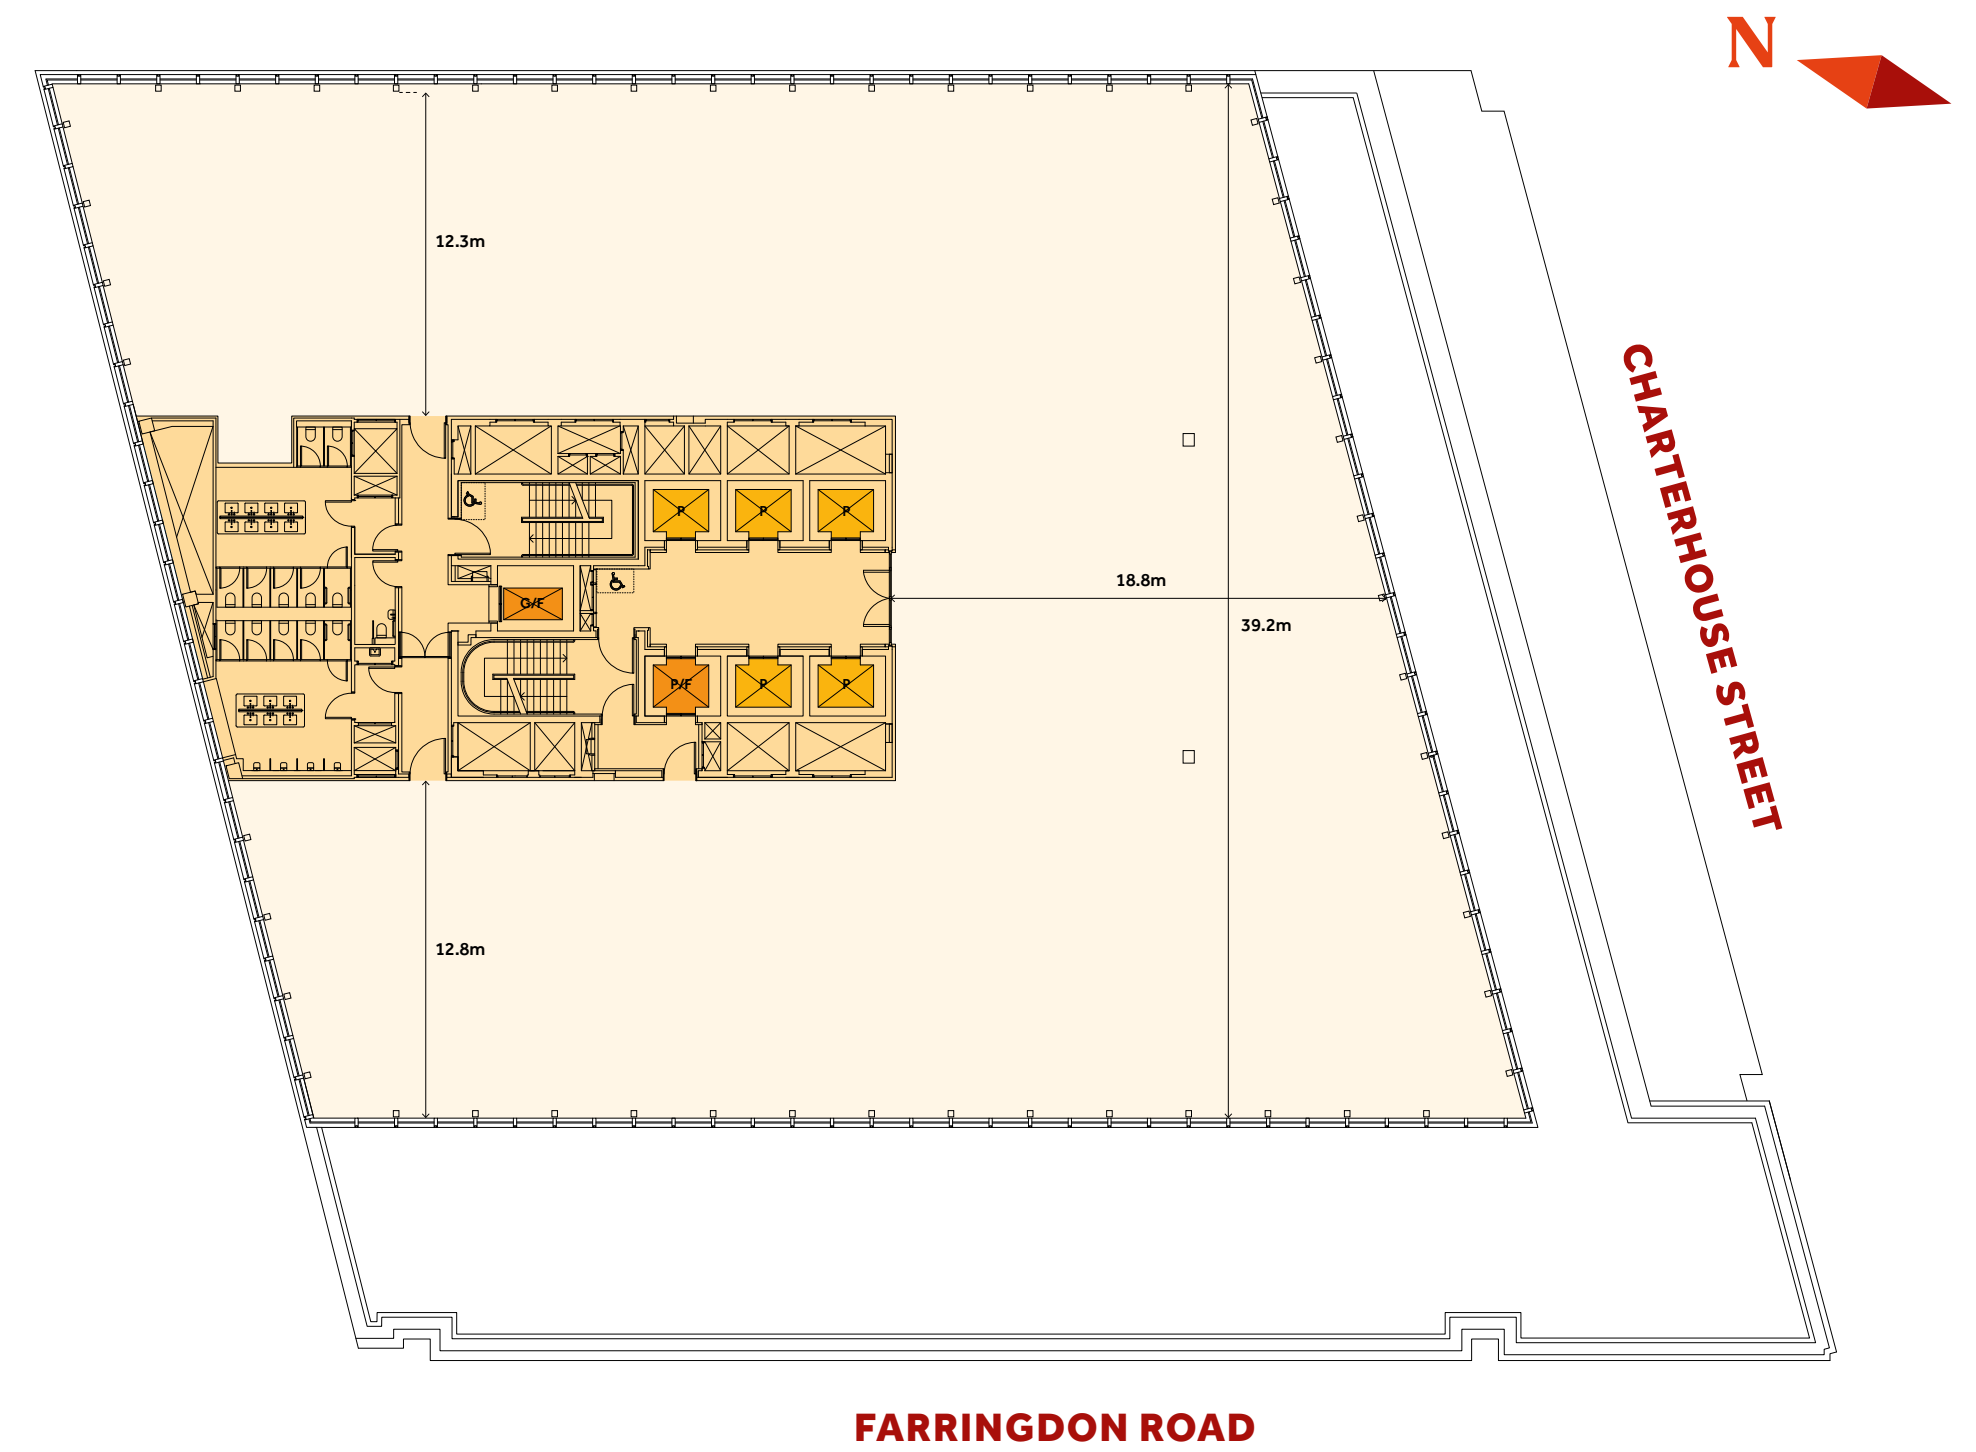 N
12.3m
CHARTERHOUSE STREET
P
P
P
18.8m
G/F
39.2m
P/F
P
P
12.8m
FARRINGDON ROAD